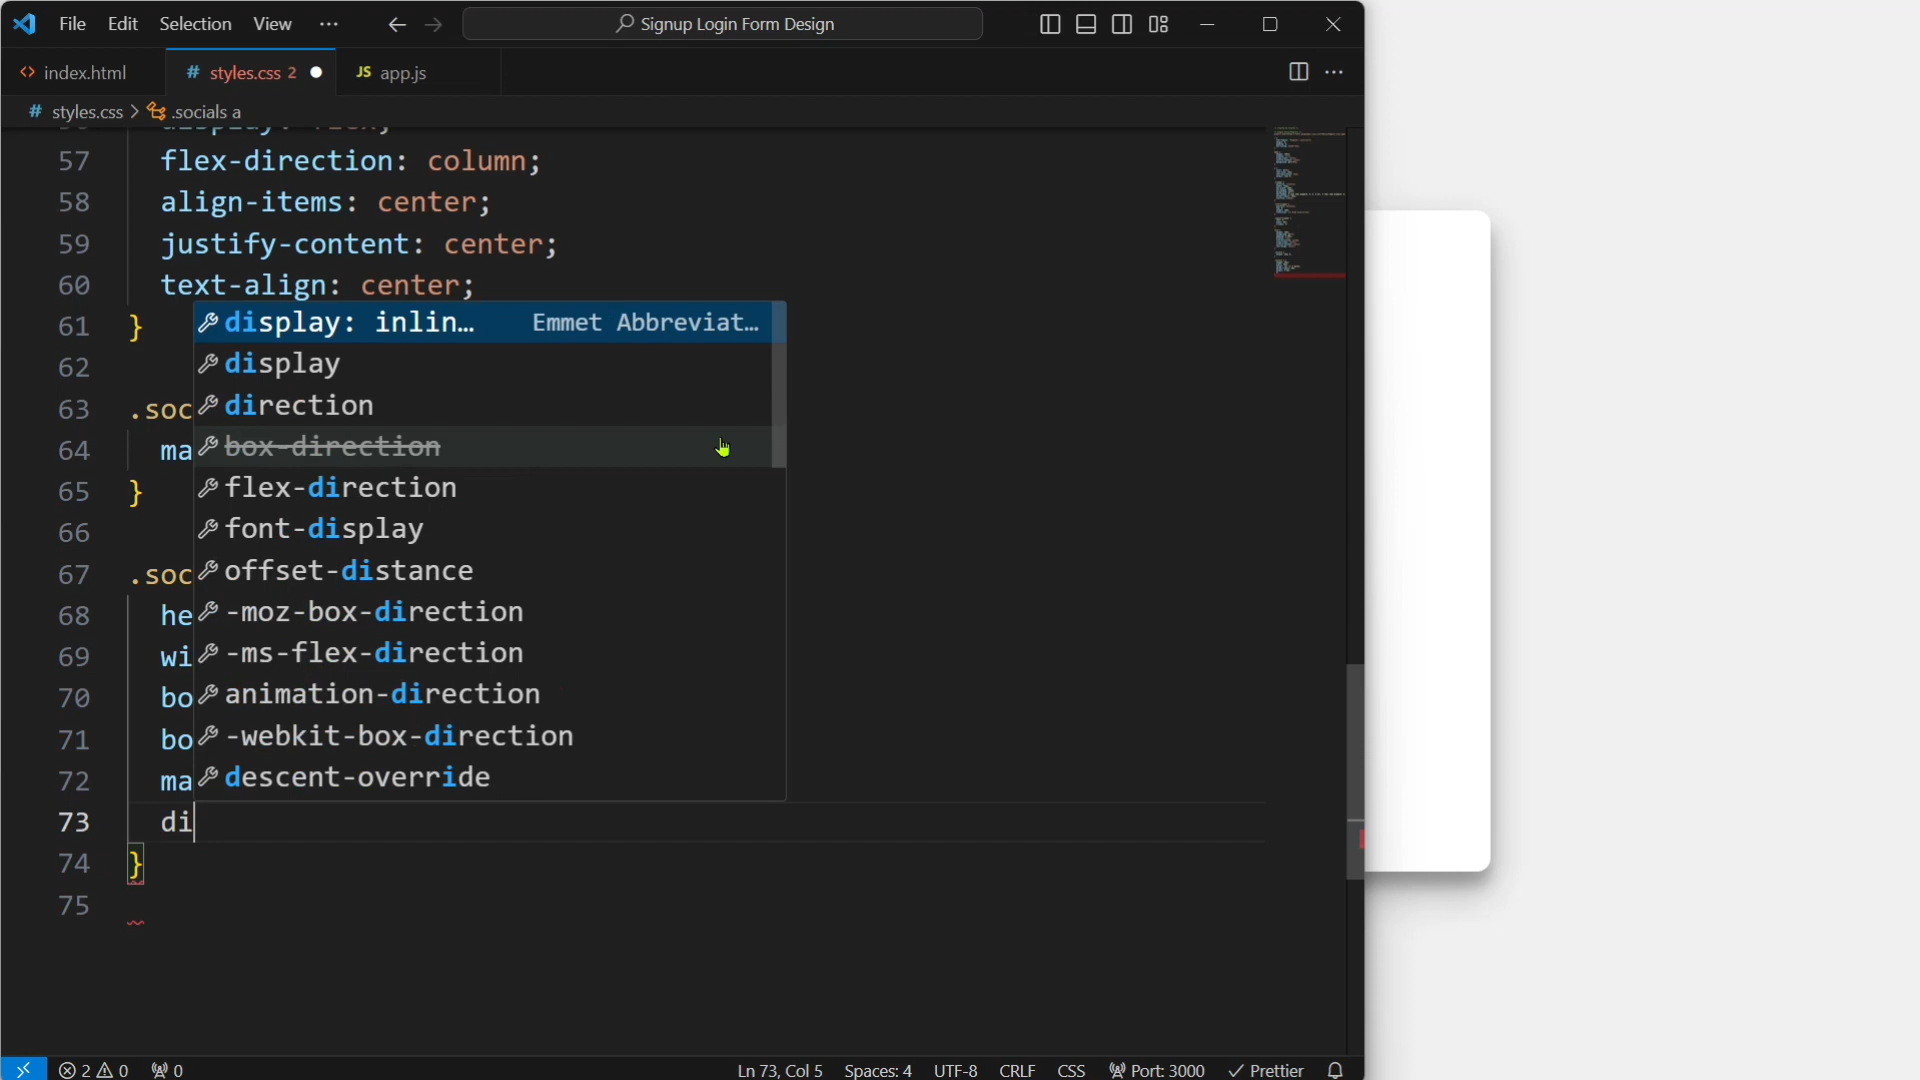 File Edit Selection View ··· Signup Login Form Design
<> index.html # styles.css 2 JS app.js ···
# styles.css > .socials a
57 flex-direction: column;
58 align-items: center;
59 justify-content: center;
60 text-align: center;
61 } display: inlin... Emmet Abbreviat...
62 display
63 .soc direction
64 ma box-direction
65 } flex-direction
66 font-display
67 .soc offset-distance
68 he -moz-box-direction
69 wi -ms-flex-direction
70 bo animation-direction
71 bo -webkit-box-direction
72 ma descent-override
73 di
74 }
75
2 0 0 Ln 73, Col 5 Spaces: 4 UTF-8 CRLF CSS Port: 3000 Prettier